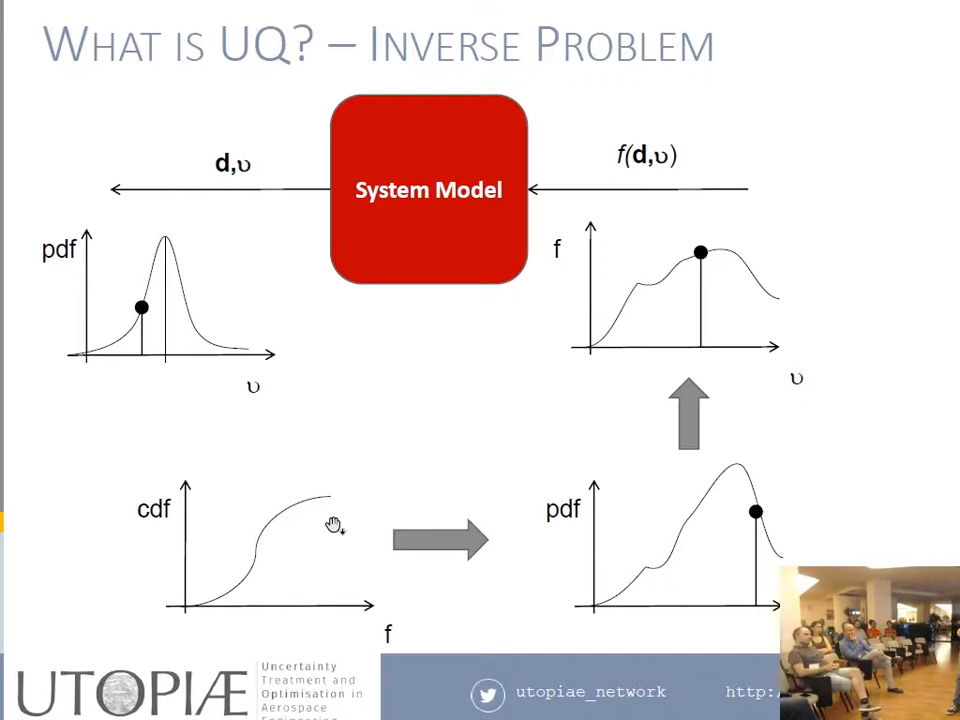 WHAT IS UQ? – INVERSE PROBLEM
d,υ
System Model
f(d,υ)
pdf
υ
f
υ
cdf
f
pdf
UTOPIÆ
Uncertainty
Treatment and
Optimisation in
Aerospace
utopiae_network
http: